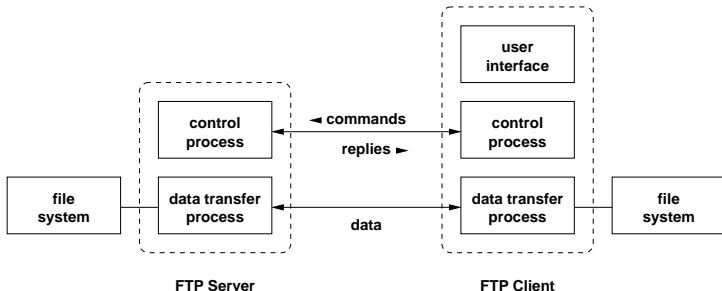 user
interface
control
process
◄ commands
replies ►
control
process
file
system
data transfer
process
data
data transfer
process
file
system
FTP Server
FTP Client